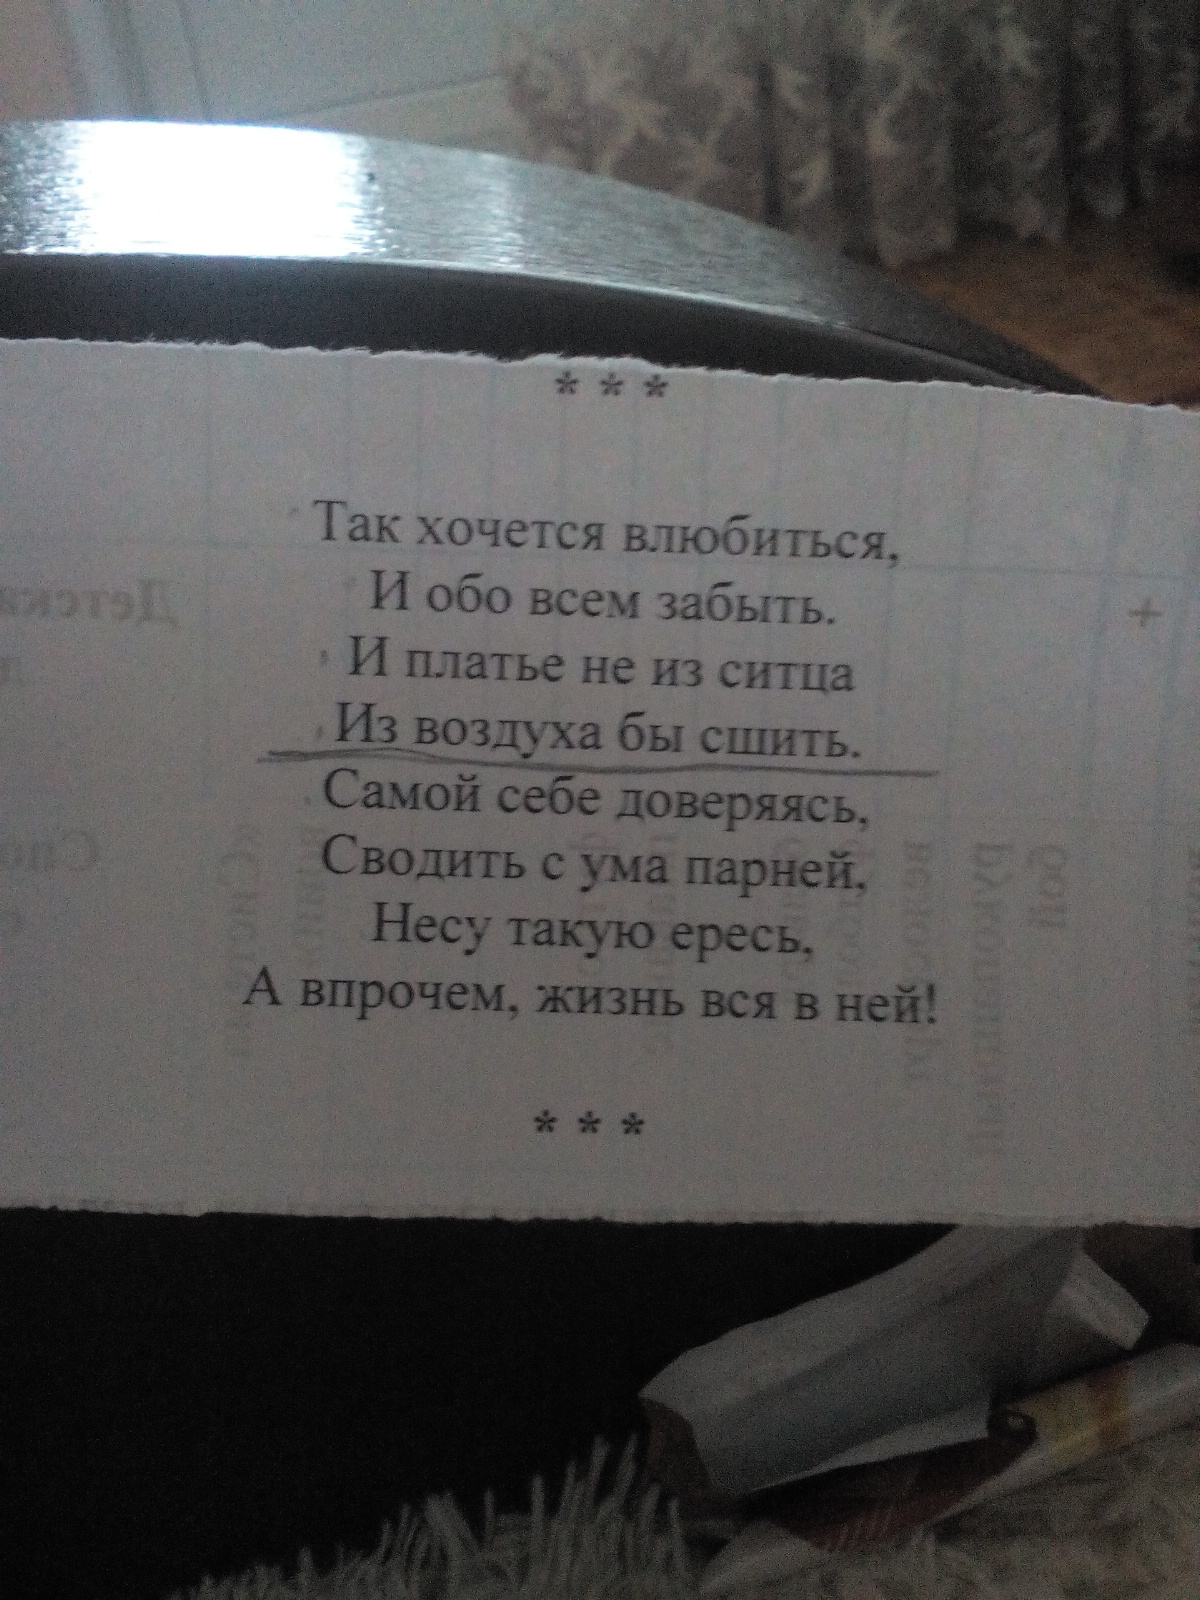 * * *
Так хочется влюбиться,
И обо всем забыть.
И платье не из ситца
Из воздуха бы сшить.
Самой себе доверяясь,
Сводить с ума парней,
Несу такую ересь,
А впрочем, жизнь вся в ней!
* * *
Детска
+